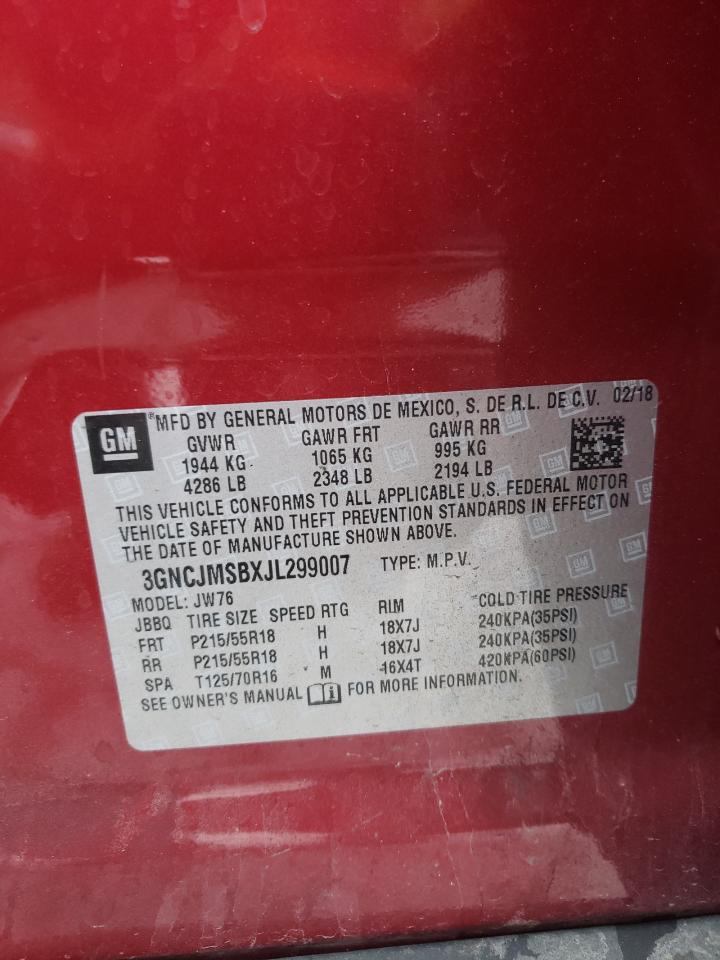 GM ®MFD BY GENERAL MOTORS DE MEXICO, S. DE R.L. DE C.V. 02/18
GVWR GAWR FRT GAWR RR
1944 KG 1065 KG 995 KG
4286 LB 2348 LB 2194 LB
THIS VEHICLE CONFORMS TO ALL APPLICABLE U.S. FEDERAL MOTOR
VEHICLE SAFETY AND THEFT PREVENTION STANDARDS IN EFFECT ON
THE DATE OF MANUFACTURE SHOWN ABOVE.
3GNCJMSBXJL299007 TYPE: M.P.V.
MODEL: JW76
JBBQ TIRE SIZE SPEED RTG RIM COLD TIRE PRESSURE
FRT P215/55R18 H 18X7J 240KPA(35PSI)
RR P215/55R18 H 18X7J 240KPA(35PSI)
SPA T125/70R16 M 16X4T 420KPA(60PSI)
SEE OWNER'S MANUAL FOR MORE INFORMATION.